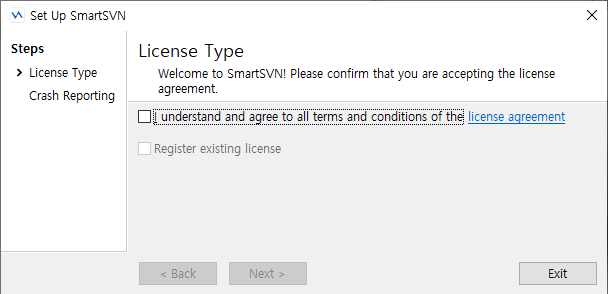 Set Up SmartSVN
Steps
License Type
Crash Reporting
License Type
Welcome to SmartSVN! Please confirm that you are accepting the license
agreement.
I understand and agree to all terms and conditions of the license agreement
Register existing license
< Back
Next >
Exit